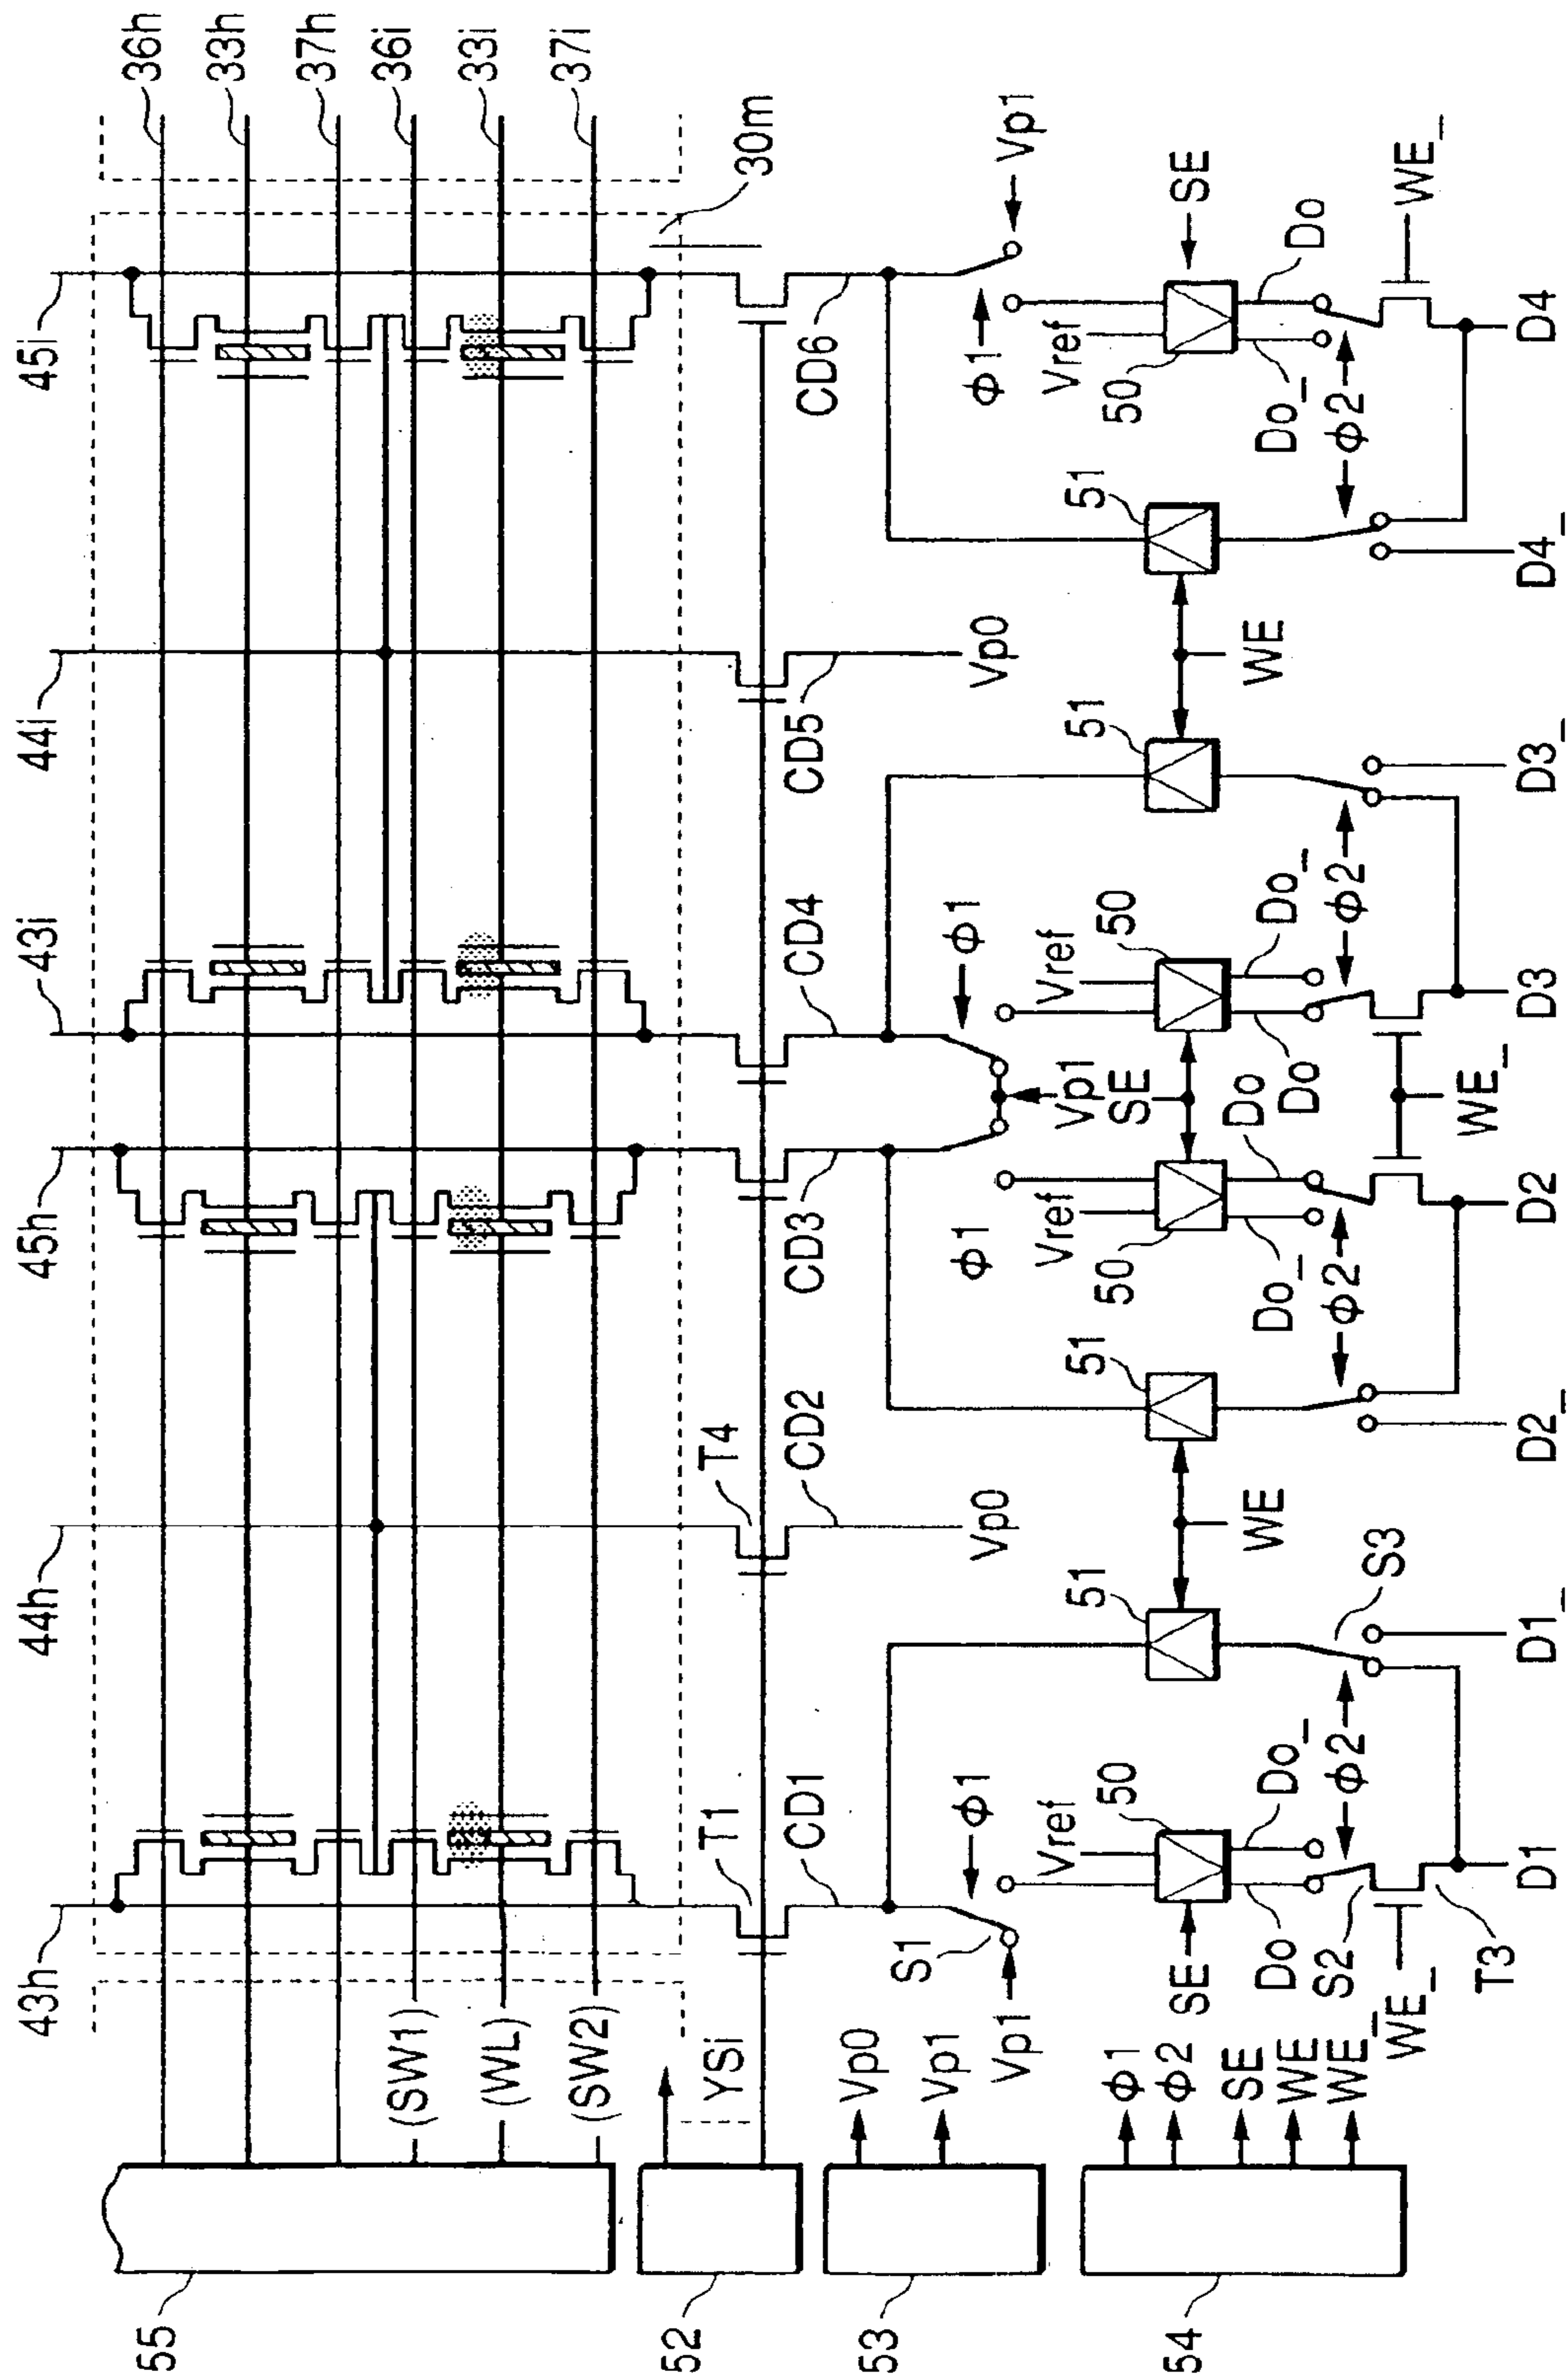 43h
44h
45h
43i
44i
45i
36h
33h
37h
36i
33i
37i
30m
(SW1)
(WL)
(SW2)
YSi
55
52
53
54
T1
T4
CD1
CD2
CD3
CD4
CD5
CD6
Vp0
Vp1
Vp0
Vp0
S1
ϕ1
Vp1
ϕ1
Vp1
ϕ1
ϕ1
Vp1
Vref
Vref
Vref
Vref
ϕ1
ϕ2
SE
WE
WE_
SE
50
51
WE
51
50
SE
50
51
WE
51
50
SE
Do
Do_
Do_
Do
Do
Do_
Do_
Do
S2
ϕ2
S3
ϕ2
ϕ2
ϕ2
WE_
T3
WE_
WE_
D1
D1_
D2_
D2
D3
D3_
D4_
D4